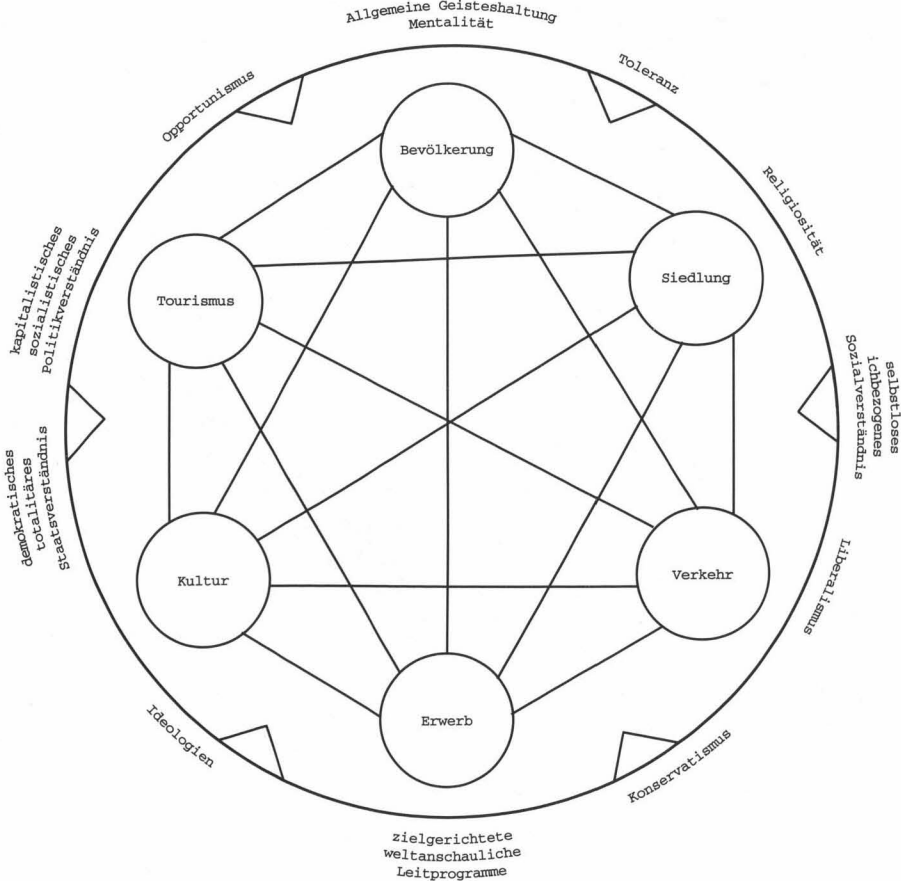 Allgemeine Geisteshaltung
Mentalität
Opportunismus
Toleranz
Religiosität
kapitalistisches
sozialistisches
Politikverständnis
selbstloses
ichbezogenes
Sozialverständnis
demokratisches
totalitäres
Staatsverständnis
Liberalismus
Ideologien
Konservatismus
zielgerichtete
weltanschauliche
Leitprogramme
Bevölkerung
Siedlung
Tourismus
Verkehr
Kultur
Erwerb